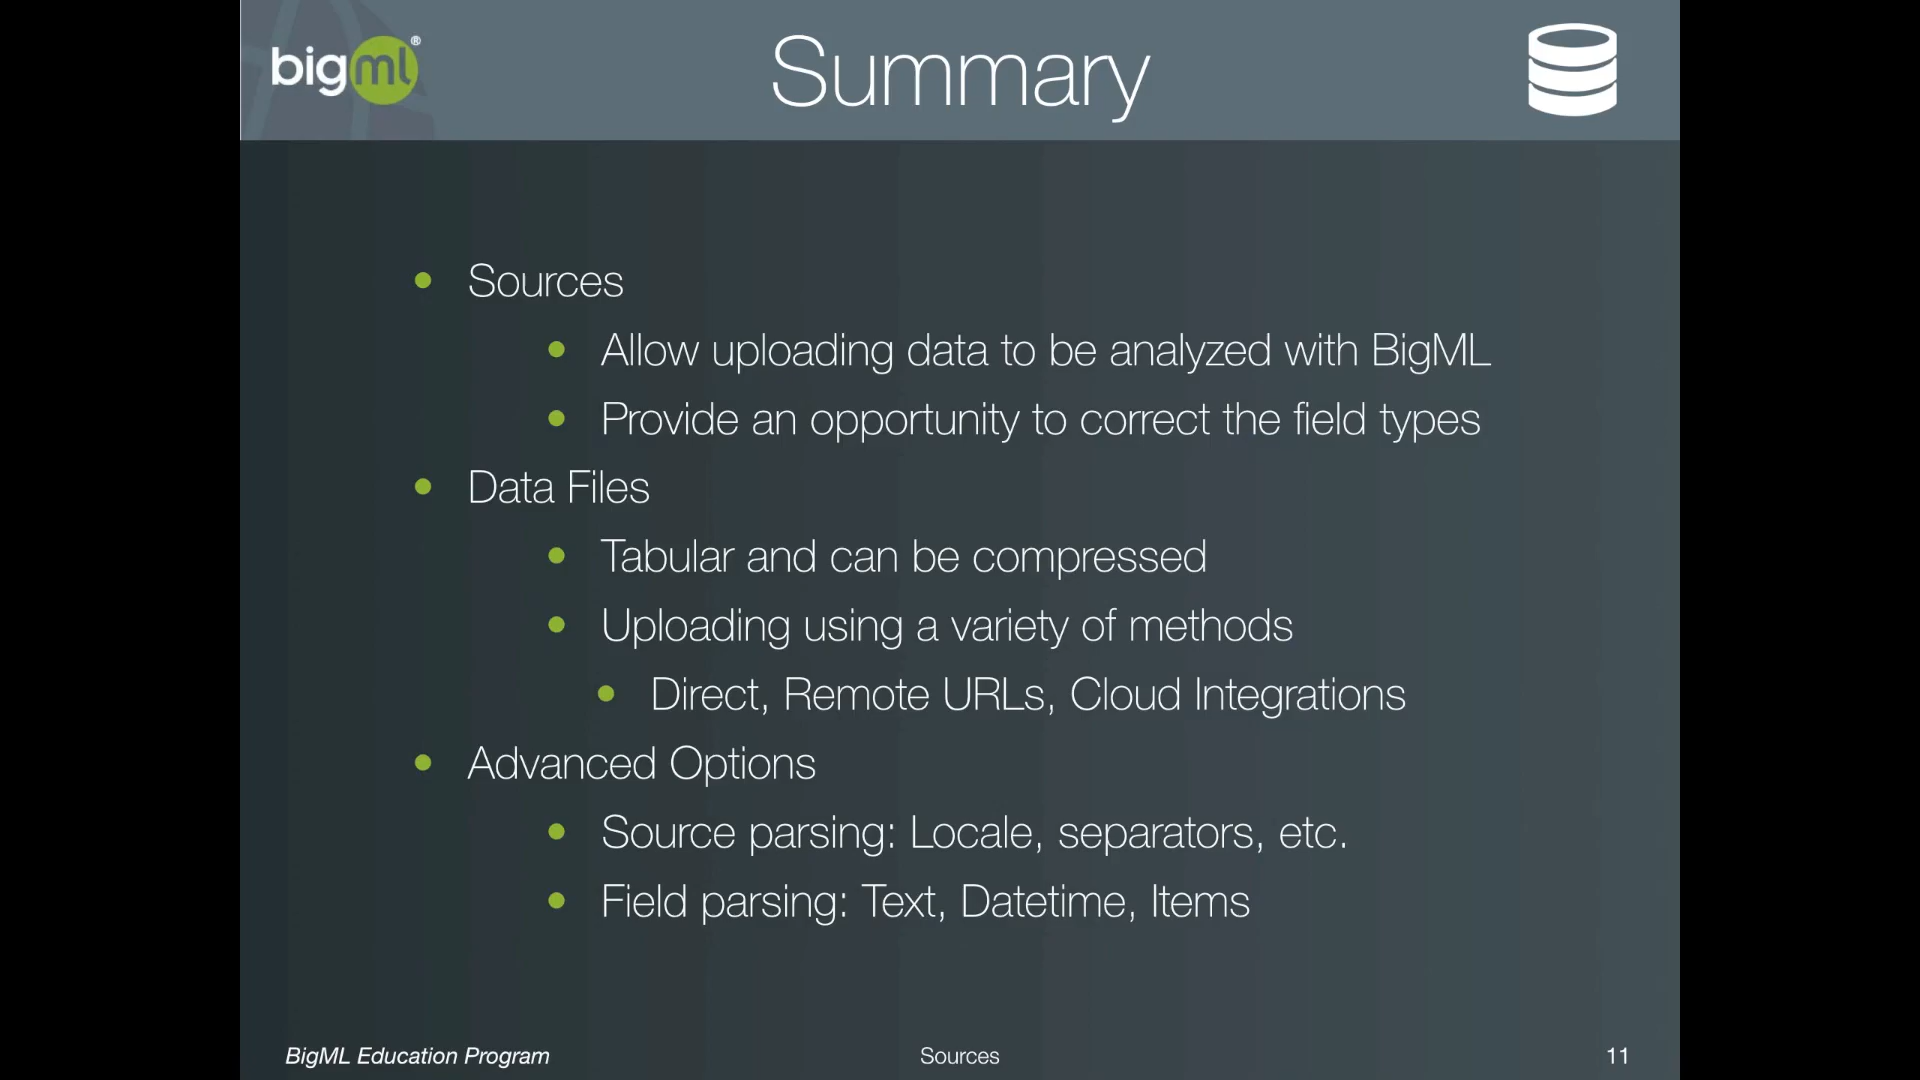 bigml®
Summary
Sources
Allow uploading data to be analyzed with BigML
Provide an opportunity to correct the field types
Data Files
Tabular and can be compressed
Uploading using a variety of methods
Direct, Remote URLs, Cloud Integrations
Advanced Options
Source parsing: Locale, separators, etc.
Field parsing: Text, Datetime, Items
BigML Education Program
Sources
11